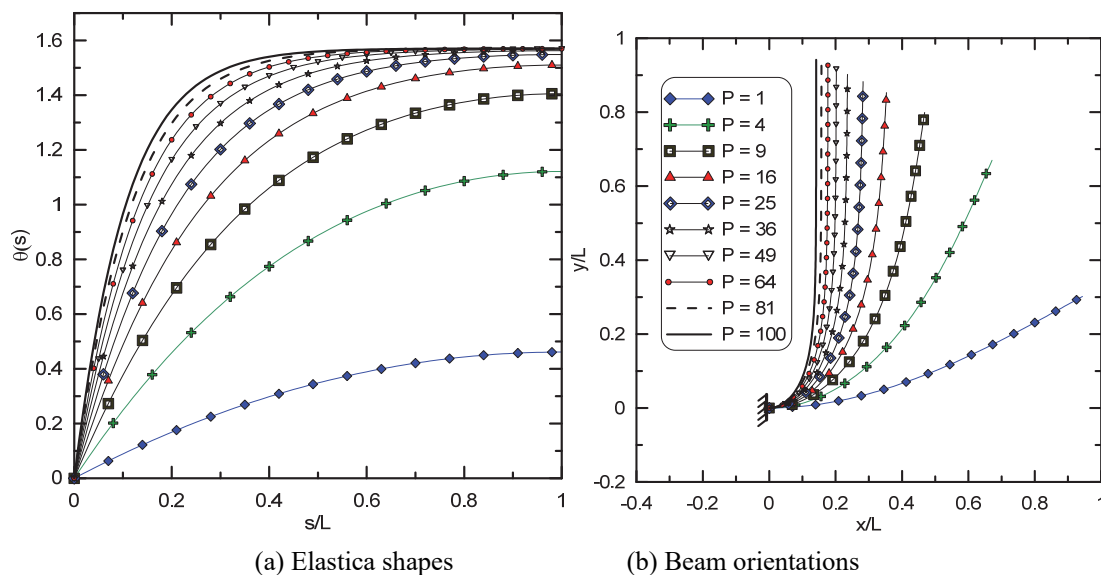 1.6
1.4
1.2
1
0.8
0.6
0.4
0.2
0
θ(s)
0 0.2 0.4 0.6 0.8 1
s/L
(a) Elastica shapes
1
0.8
0.6
0.4
0.2
0
-0.2
y/L
P = 1
P = 4
P = 9
P = 16
P = 25
P = 36
P = 49
P = 64
P = 81
P = 100
-0.4 -0.2 0 0.2 0.4 0.6 0.8 1
x/L
(b) Beam orientations